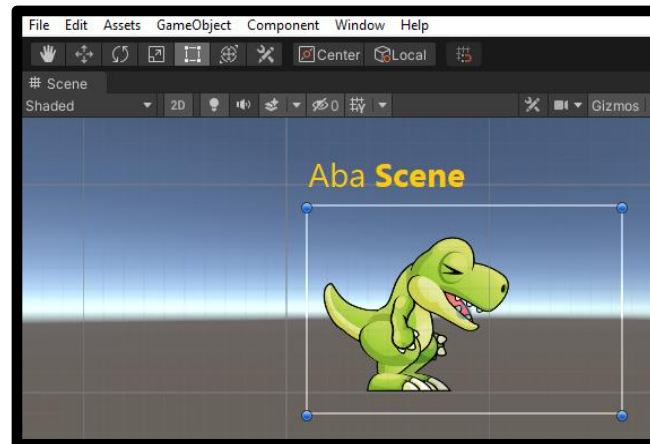 File Edit Assets GameObject Component Window Help
Center Local
Scene
Shaded 2D 0 Gizmos
Aba Scene